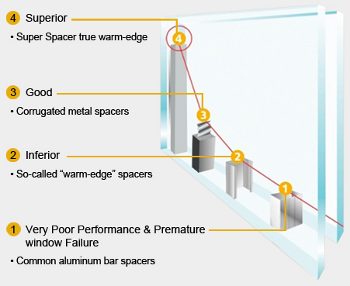 4 Superior
• Super Spacer true warm-edge
4
3 Good
• Corrugated metal spacers
3
2 Inferior
• So-called “warm-edge” spacers
2
1 Very Poor Performance & Premature
window Failure
• Common aluminum bar spacers
1